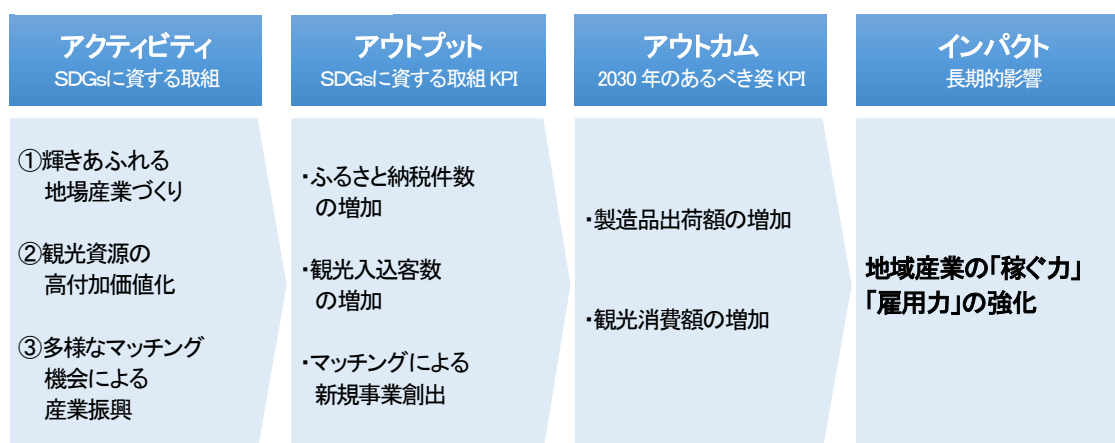 アクティビティ
SDGsに資する取組
アウトプット
SDGsに資する取組 KPI
アウトカム
2030 年のあるべき姿 KPI
インパクト
長期的影響
①輝きあふれる
地場産業づくり
②観光資源の
高付加価値化
③多様なマッチング
機会による
産業振興
・ふるさと納税件数
の増加
・観光入込客数
の増加
・マッチングによる
新規事業創出
・製造品出荷額の増加
・観光消費額の増加
地域産業の「稼ぐ力」
「雇用力」の強化